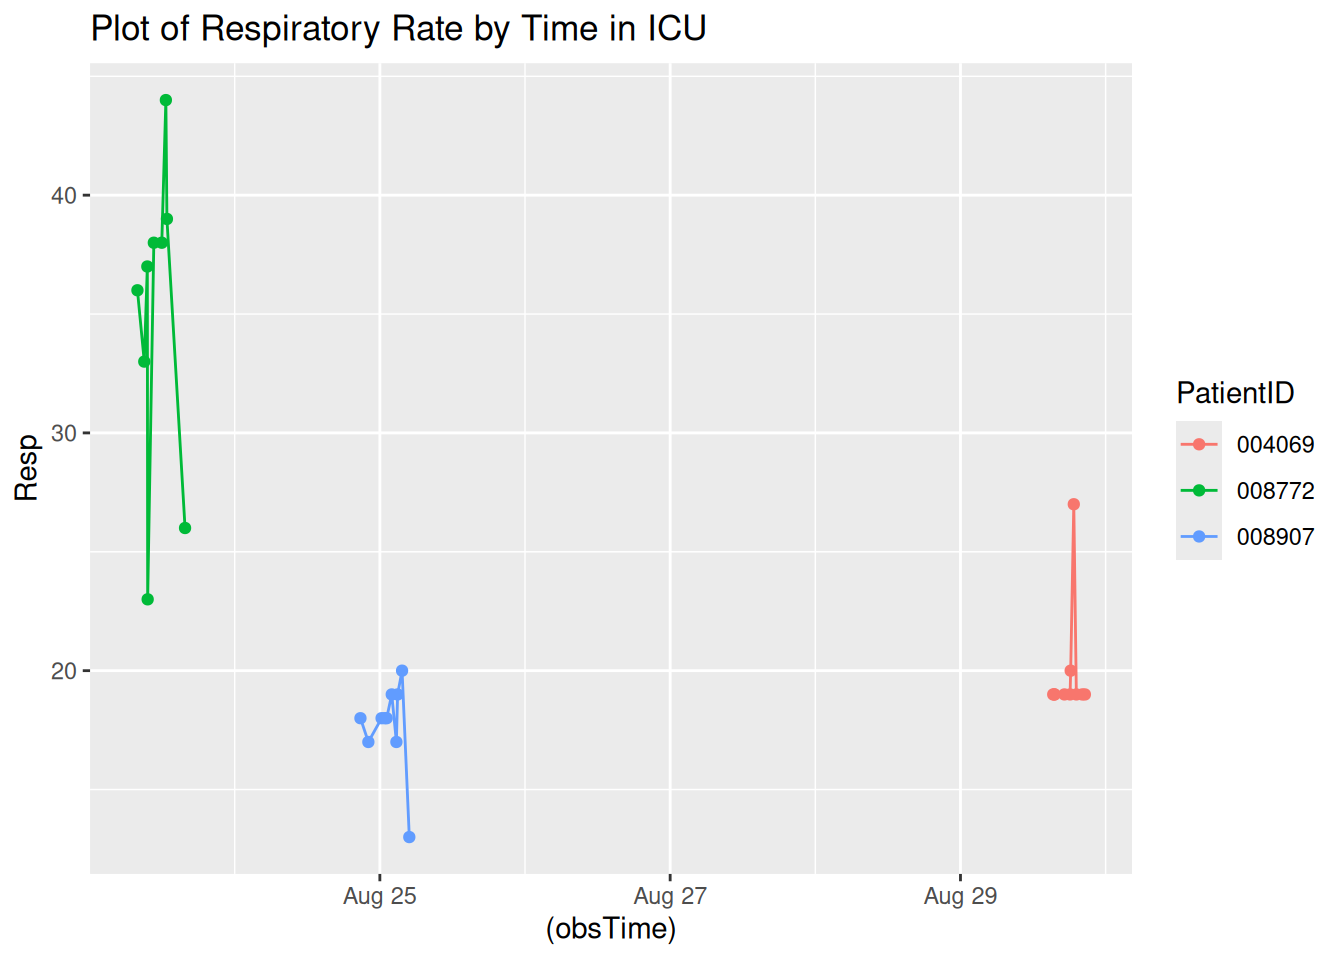 Plot of Respiratory Rate by Time in ICU
40
30
20
Resp
Aug 25
Aug 27
Aug 29
(obsTime)
PatientID
004069
008772
008907